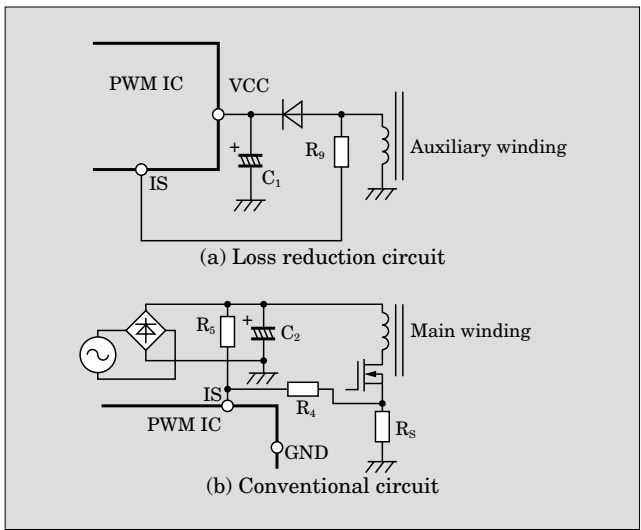 PWM IC
VCC
+
C₁
R₉
Auxiliary winding
IS
(a) Loss reduction circuit
R₅
+
C₂
Main winding
IS
R₄
PWM IC
R_S
GND
(b) Conventional circuit